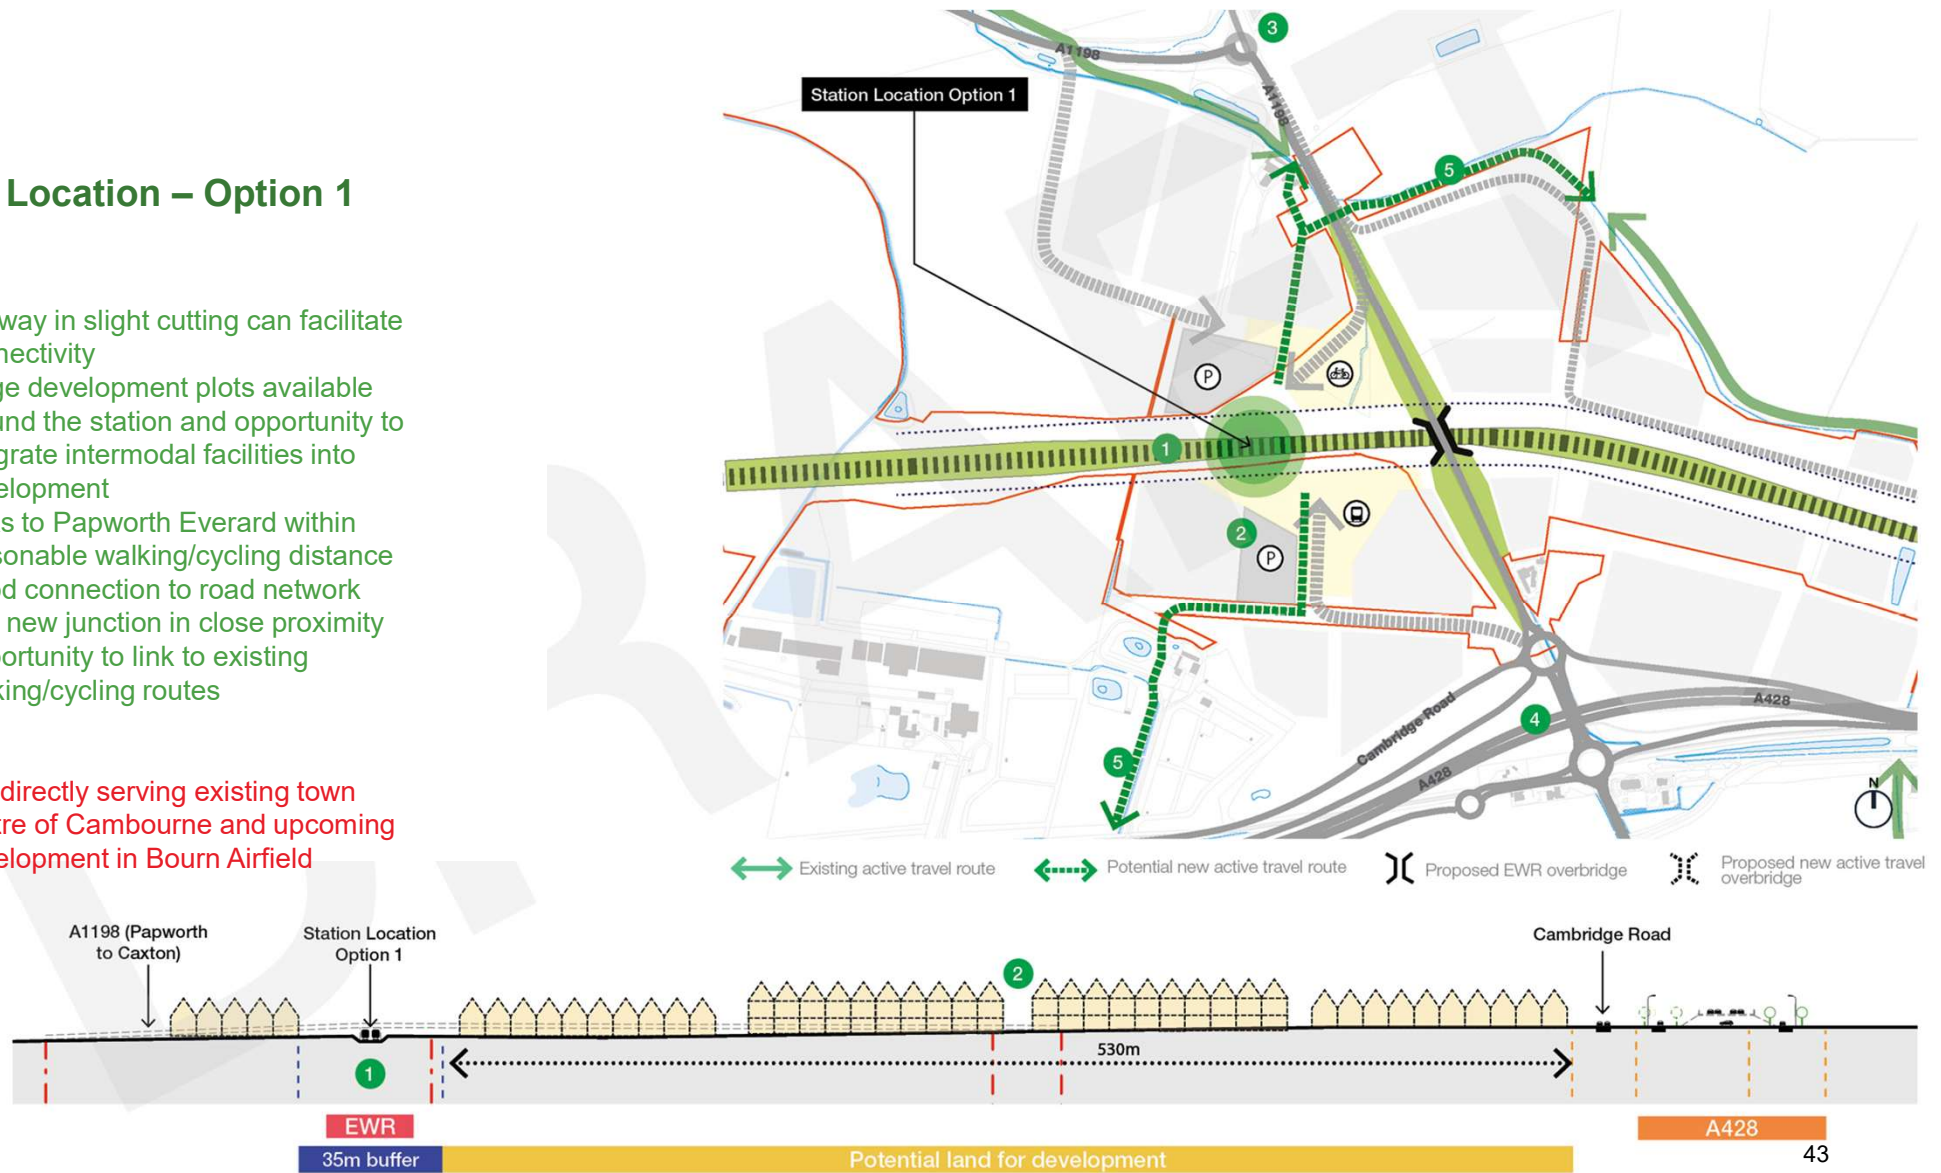 Location – Option 1
way in slight cutting can facilitate
nectivity
ge development plots available
und the station and opportunity to
grate intermodal facilities into
elopment
s to Papworth Everard within
sonable walking/cycling distance
d connection to road network
new junction in close proximity
portunity to link to existing
king/cycling routes
directly serving existing town
tre of Cambourne and upcoming
elopment in Bourn Airfield
3
A1198
Station Location Option 1
A1198
5
P
1
2
P
Cambridge Road
4
A428
A428
5
N
Existing active travel route
Potential new active travel route
Proposed EWR overbridge
Proposed new active travel
overbridge
A1198 (Papworth
to Caxton)
Station Location
Option 1
2
Cambridge Road
530m
1
EWR
A428
35m buffer
Potential land for development
43
DRAFT